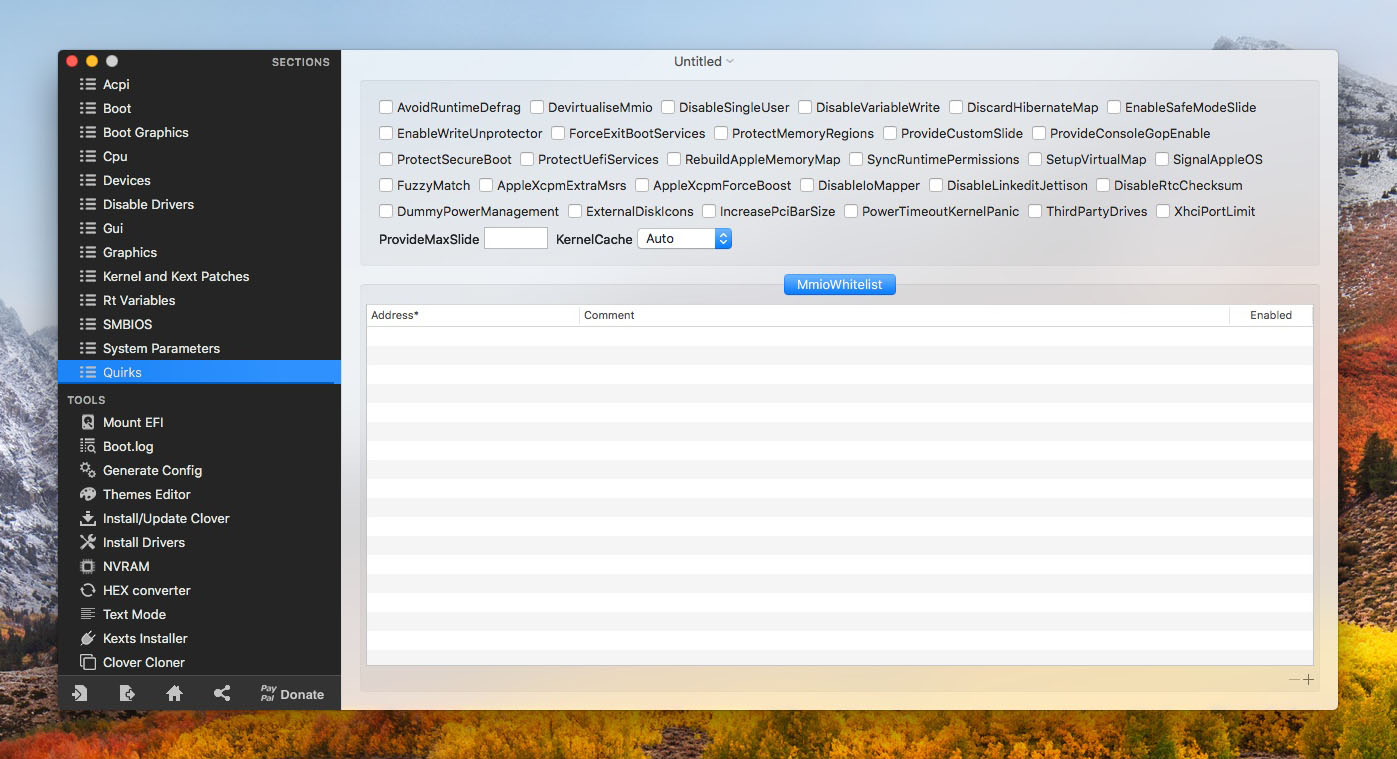 SECTIONS
Acpi
Boot
Boot Graphics
Cpu
Devices
Disable Drivers
Gui
Graphics
Kernel and Kext Patches
Rt Variables
SMBIOS
System Parameters
Quirks
TOOLS
Mount EFI
Boot.log
Generate Config
Themes Editor
Install/Update Clover
Install Drivers
NVRAM
HEX converter
Text Mode
Kexts Installer
Clover Cloner
Pay
Pal
Donate
Untitled
AvoidRuntimeDefrag DevirtualiseMmio DisableSingleUser DisableVariableWrite DiscardHibernateMap EnableSafeModeSlide
EnableWriteUnprotector ForceExitBootServices ProtectMemoryRegions ProvideCustomSlide ProvideConsoleGopEnable
ProtectSecureBoot ProtectUefiServices RebuildAppleMemoryMap SyncRuntimePermissions SetupVirtualMap SignalAppleOS
FuzzyMatch AppleXcpmExtraMsrs AppleXcpmForceBoost DisableIoMapper DisableLinkeditJettison DisableRtcChecksum
DummyPowerManagement ExternalDiskIcons IncreasePciBarSize PowerTimeoutKernelPanic ThirdPartyDrives XhciPortLimit
ProvideMaxSlide KernelCache Auto
MmioWhitelist
Address* Comment Enabled